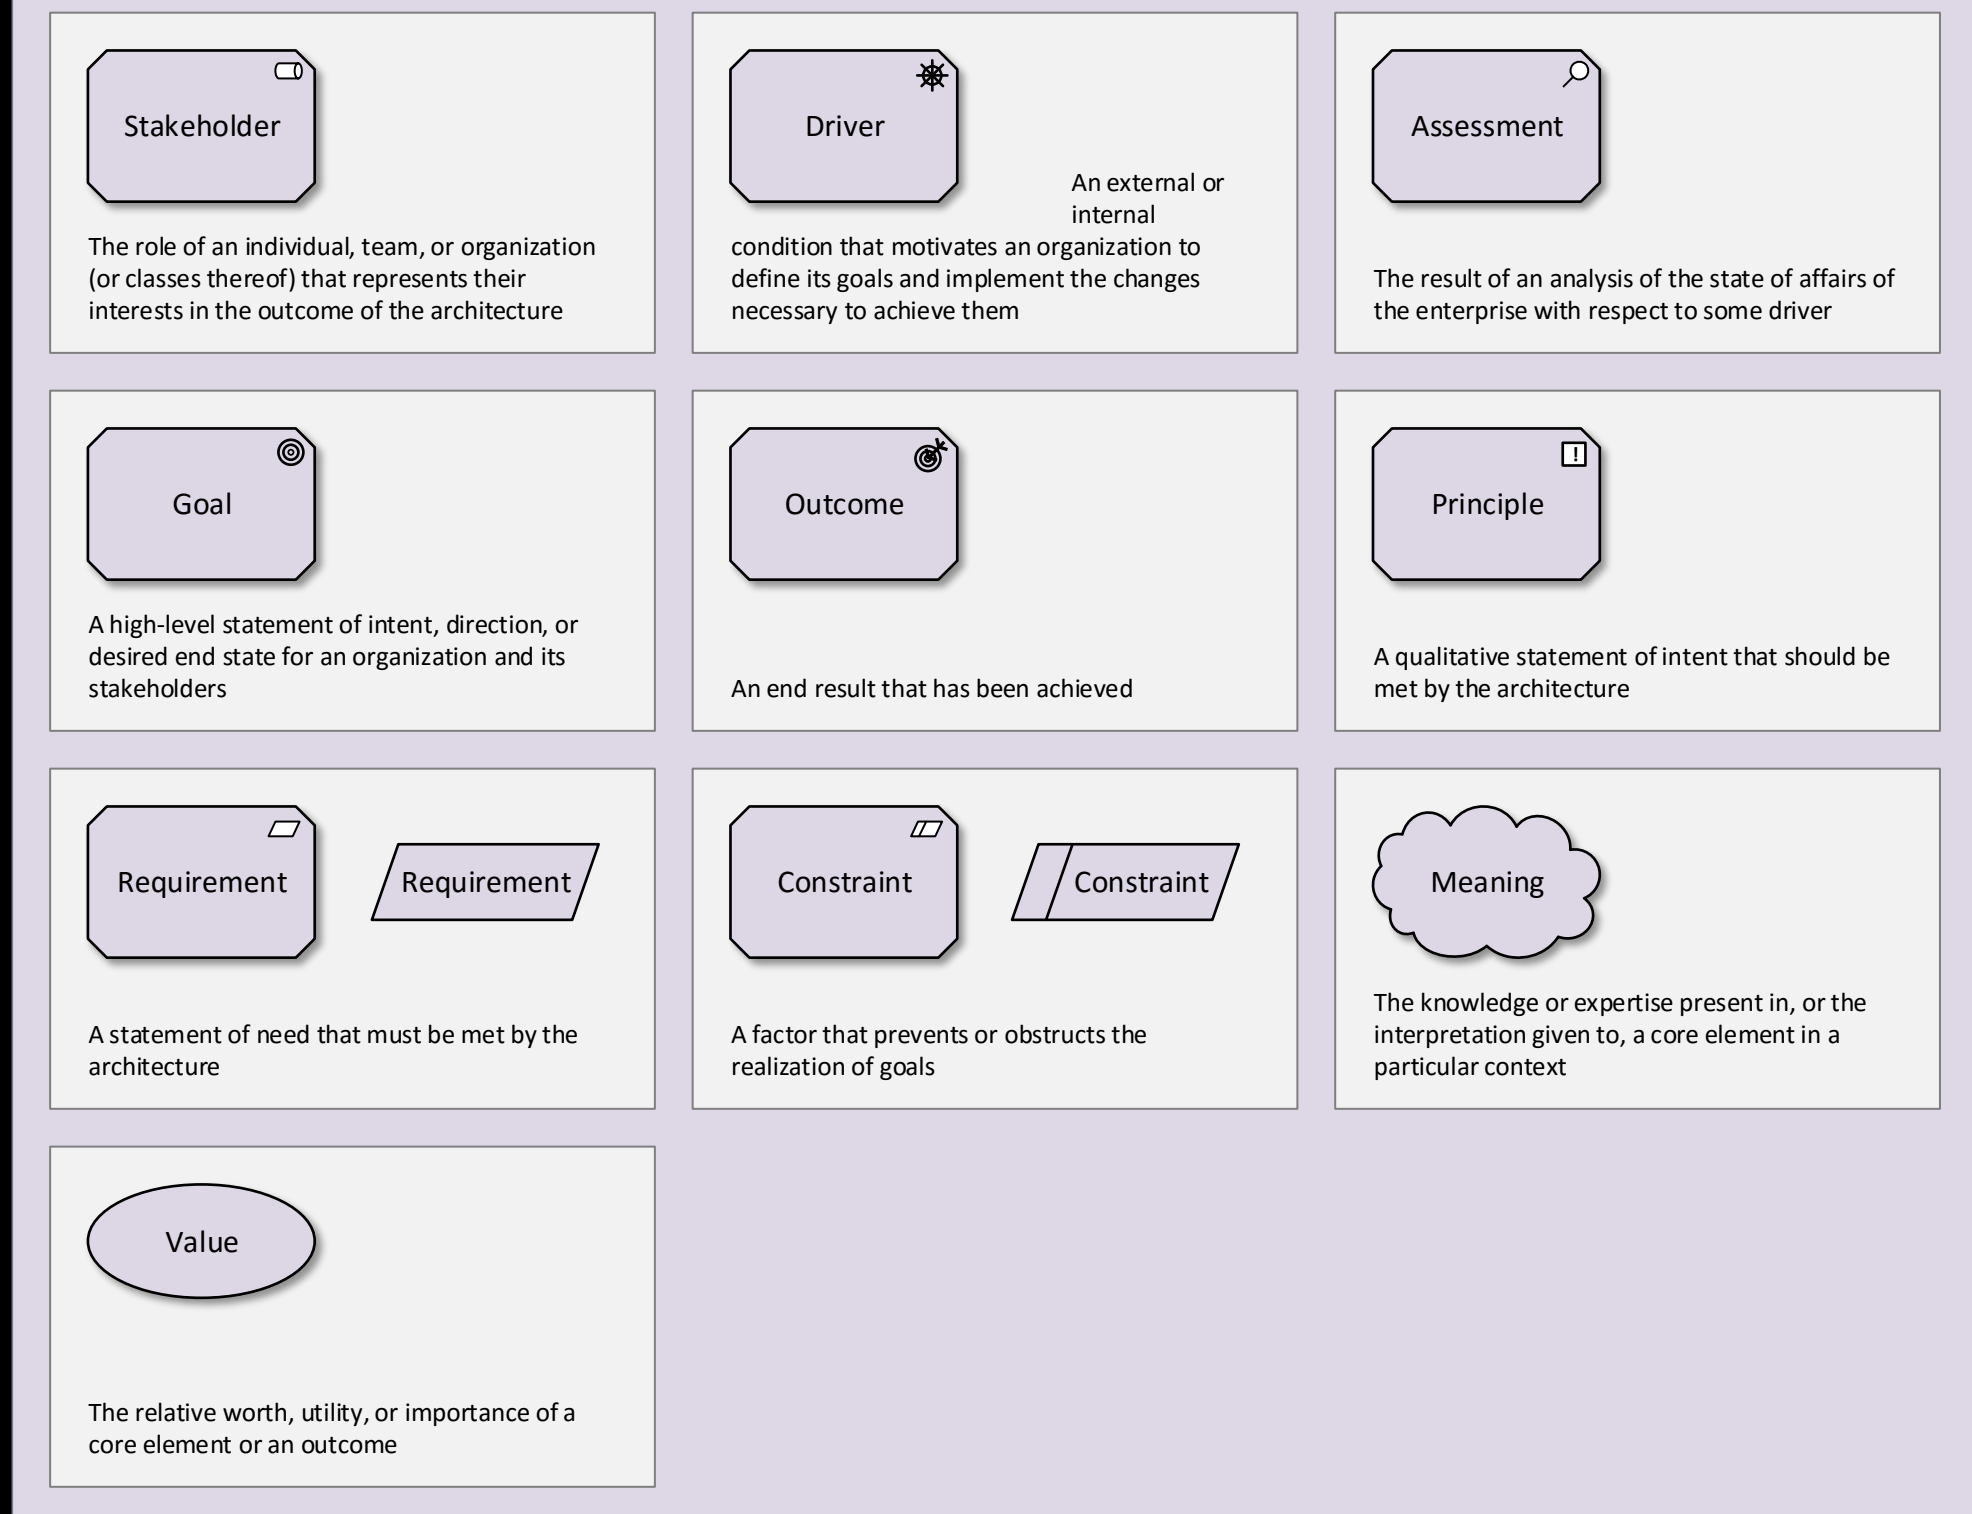 Stakeholder
The role of an individual, team, or organization
(or classes thereof) that represents their
interests in the outcome of the architecture
Driver
An external or
internal
condition that motivates an organization to
define its goals and implement the changes
necessary to achieve them
Assessment
The result of an analysis of the state of affairs of
the enterprise with respect to some driver
Goal
A high-level statement of intent, direction, or
desired end state for an organization and its
stakeholders
Outcome
An end result that has been achieved
!
Principle
A qualitative statement of intent that should be
met by the architecture
Requirement
Requirement
A statement of need that must be met by the
architecture
Constraint
Constraint
A factor that prevents or obstructs the
realization of goals
Meaning
The knowledge or expertise present in, or the
interpretation given to, a core element in a
particular context
Value
The relative worth, utility, or importance of a
core element or an outcome